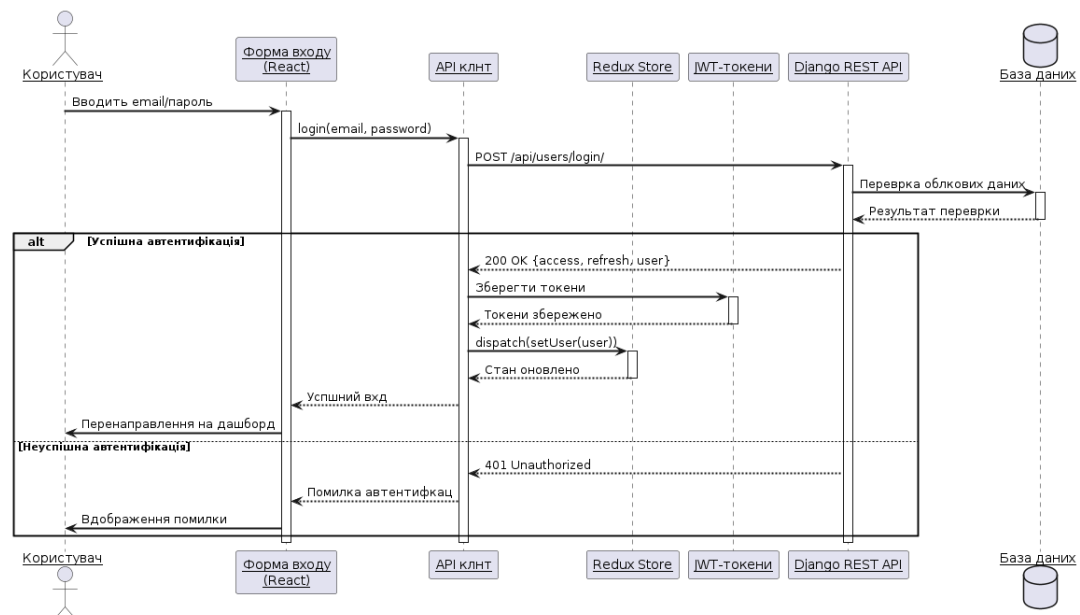 Користувач
Форма входу
(React)
API клнт
Redux Store
JWT-токени
Django REST API
База даних
Вводить email/пароль
login(email, password)
POST /api/users/login/
Переврка облкових даних
Результат переврки
alt [Успішна автентифікація]
200 OK {access, refresh, user}
Зберегти токени
Токени збережено
dispatch(setUser(user))
Стан оновлено
Успшний вхд
Перенаправлення на дашборд
[Неуспішна автентифікація]
401 Unauthorized
Помилка автентифкац
Вдображення помилки
Користувач
Форма входу
(React)
API клнт
Redux Store
JWT-токени
Django REST API
База даних